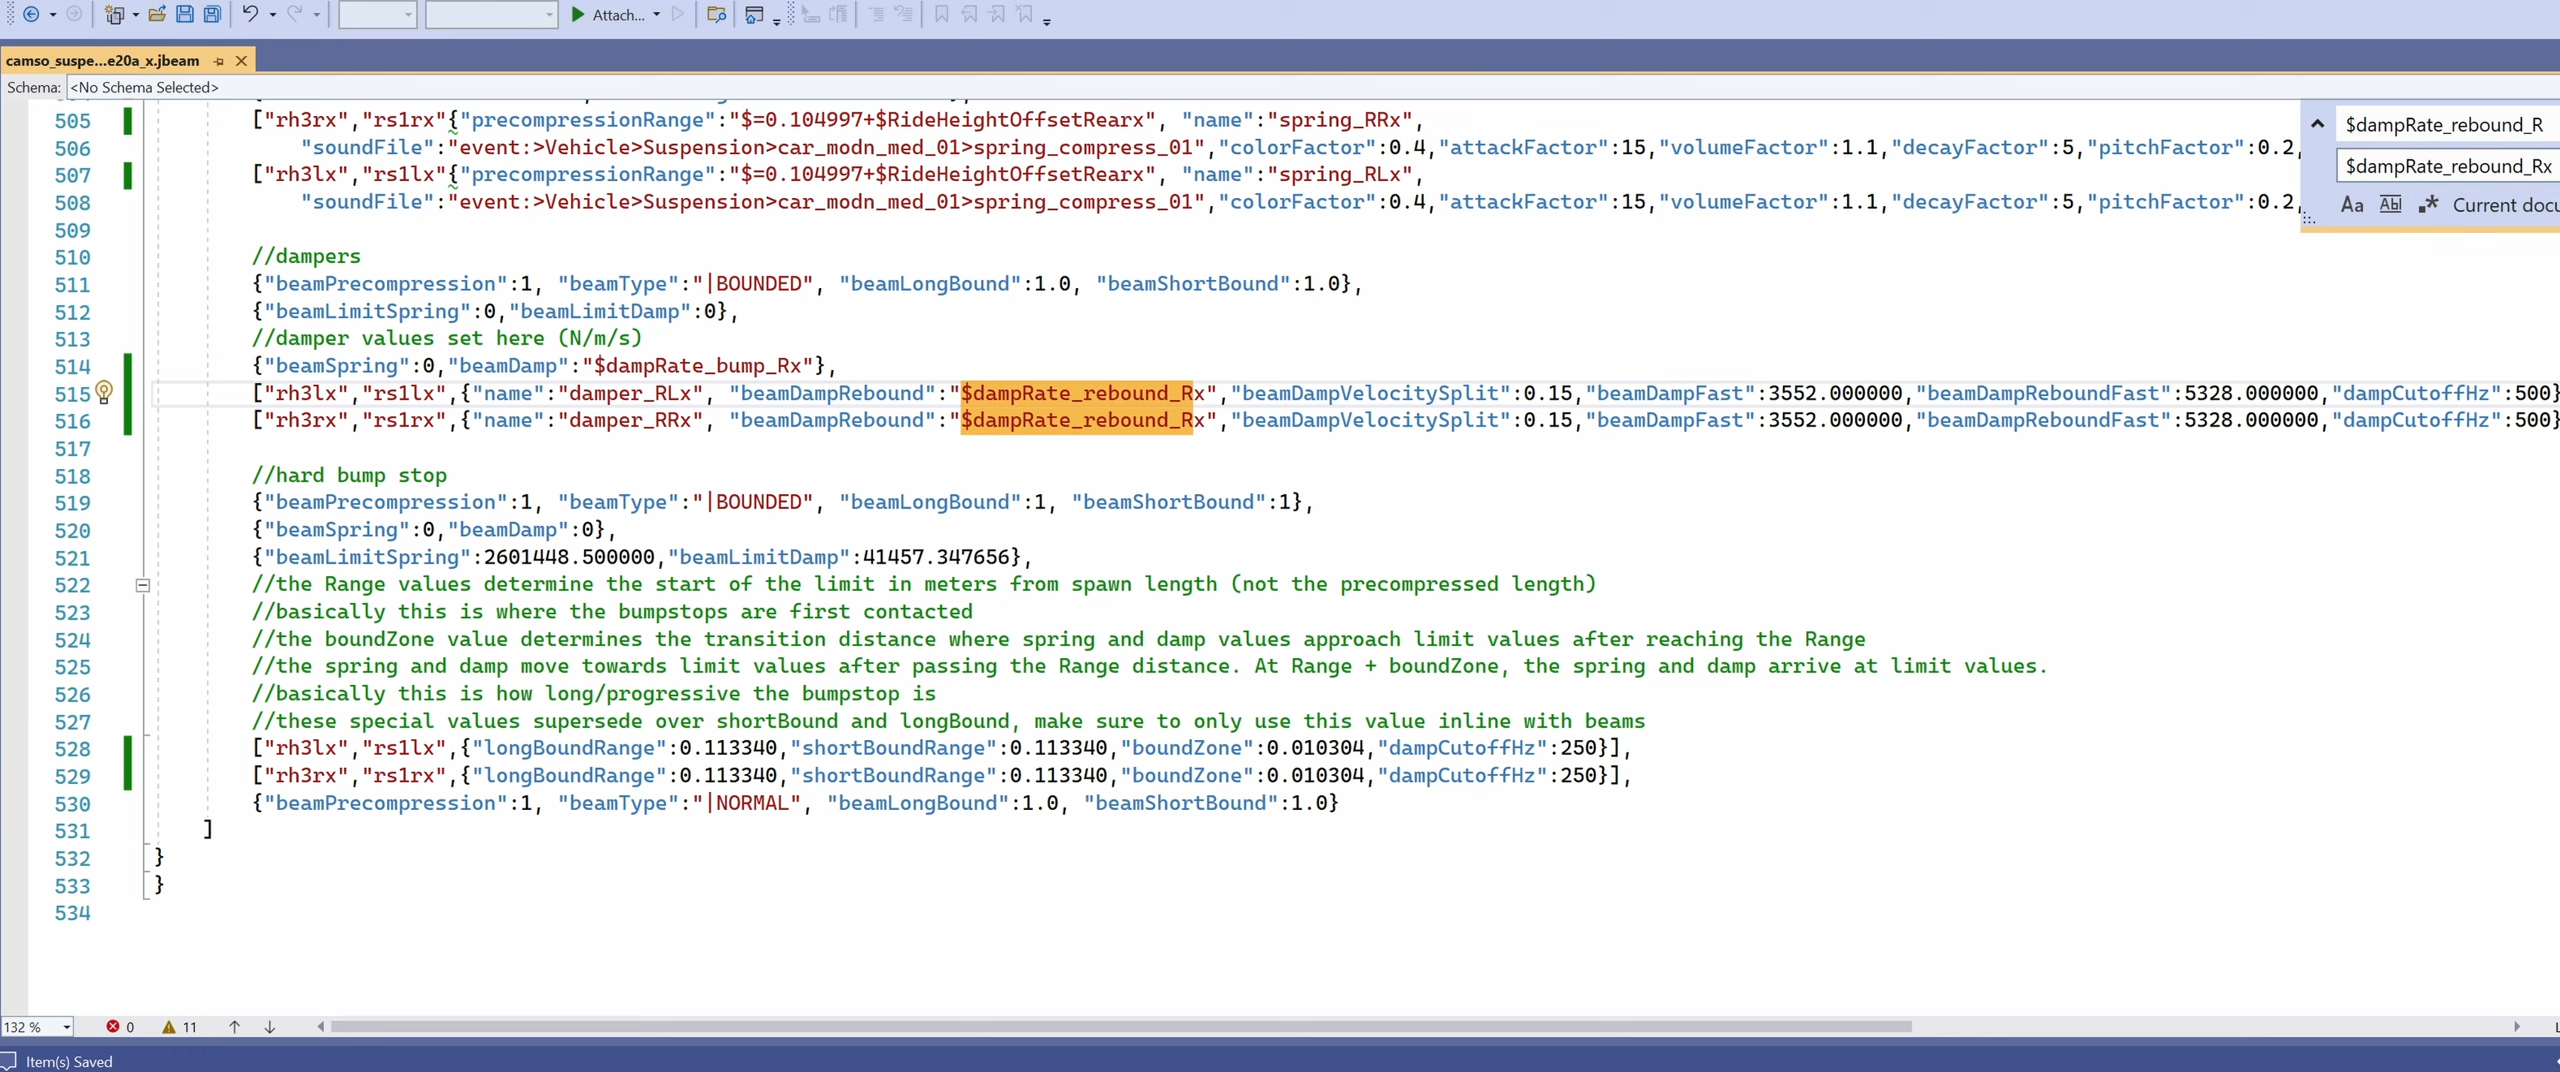 Attach...
camso_suspe...e20a_x.jbeam
Schema: <No Schema Selected>
505 ["rh3rx","rs1rx"{"precompressionRange":"$=0.104997+$RideHeightOffsetRearx", "name":"spring_RRx",
506 "soundFile":"event:>Vehicle>Suspension>car_modn_med_01>spring_compress_01","colorFactor":0.4,"attackFactor":15,"volumeFactor":1.1,"decayFactor":5,"pitchFactor":0.2,
507 ["rh3lx","rs1lx"{"precompressionRange":"$=0.104997+$RideHeightOffsetRearx", "name":"spring_RLx",
508 "soundFile":"event:>Vehicle>Suspension>car_modn_med_01>spring_compress_01","colorFactor":0.4,"attackFactor":15,"volumeFactor":1.1,"decayFactor":5,"pitchFactor":0.2,
$dampRate_rebound_R
$dampRate_rebound_Rx
Aa Abl .* Current docu
509
510 //dampers
511 {"beamPrecompression":1, "beamType":"|BOUNDED", "beamLongBound":1.0, "beamShortBound":1.0},
512 {"beamLimitSpring":0,"beamLimitDamp":0},
513 //damper values set here (N/m/s)
514 {"beamSpring":0,"beamDamp":"$dampRate_bump_Rx"},
515 ["rh3lx","rs1lx",{"name":"damper_RLx", "beamDampRebound":"$dampRate_rebound_Rx","beamDampVelocitySplit":0.15,"beamDampFast":3552.000000,"beamDampReboundFast":5328.000000,"dampCutoffHz":500}
516 ["rh3rx","rs1rx",{"name":"damper_RRx", "beamDampRebound":"$dampRate_rebound_Rx","beamDampVelocitySplit":0.15,"beamDampFast":3552.000000,"beamDampReboundFast":5328.000000,"dampCutoffHz":500}
517
518 //hard bump stop
519 {"beamPrecompression":1, "beamType":"|BOUNDED", "beamLongBound":1, "beamShortBound":1},
520 {"beamSpring":0,"beamDamp":0},
521 {"beamLimitSpring":2601448.500000,"beamLimitDamp":41457.347656},
522 //the Range values determine the start of the limit in meters from spawn length (not the precompressed length)
523 //basically this is where the bumpstops are first contacted
524 //the boundZone value determines the transition distance where spring and damp values approach limit values after reaching the Range
525 //the spring and damp move towards limit values after passing the Range distance. At Range + boundZone, the spring and damp arrive at limit values.
526 //basically this is how long/progressive the bumpstop is
527 //these special values supersede over shortBound and longBound, make sure to only use this value inline with beams
528 ["rh3lx","rs1lx",{"longBoundRange":0.113340,"shortBoundRange":0.113340,"boundZone":0.010304,"dampCutoffHz":250}],
529 ["rh3rx","rs1rx",{"longBoundRange":0.113340,"shortBoundRange":0.113340,"boundZone":0.010304,"dampCutoffHz":250}],
530 {"beamPrecompression":1, "beamType":"|NORMAL", "beamLongBound":1.0, "beamShortBound":1.0}
531 ]
532 }
533 }
534
132 % 0 11
Item(s) Saved